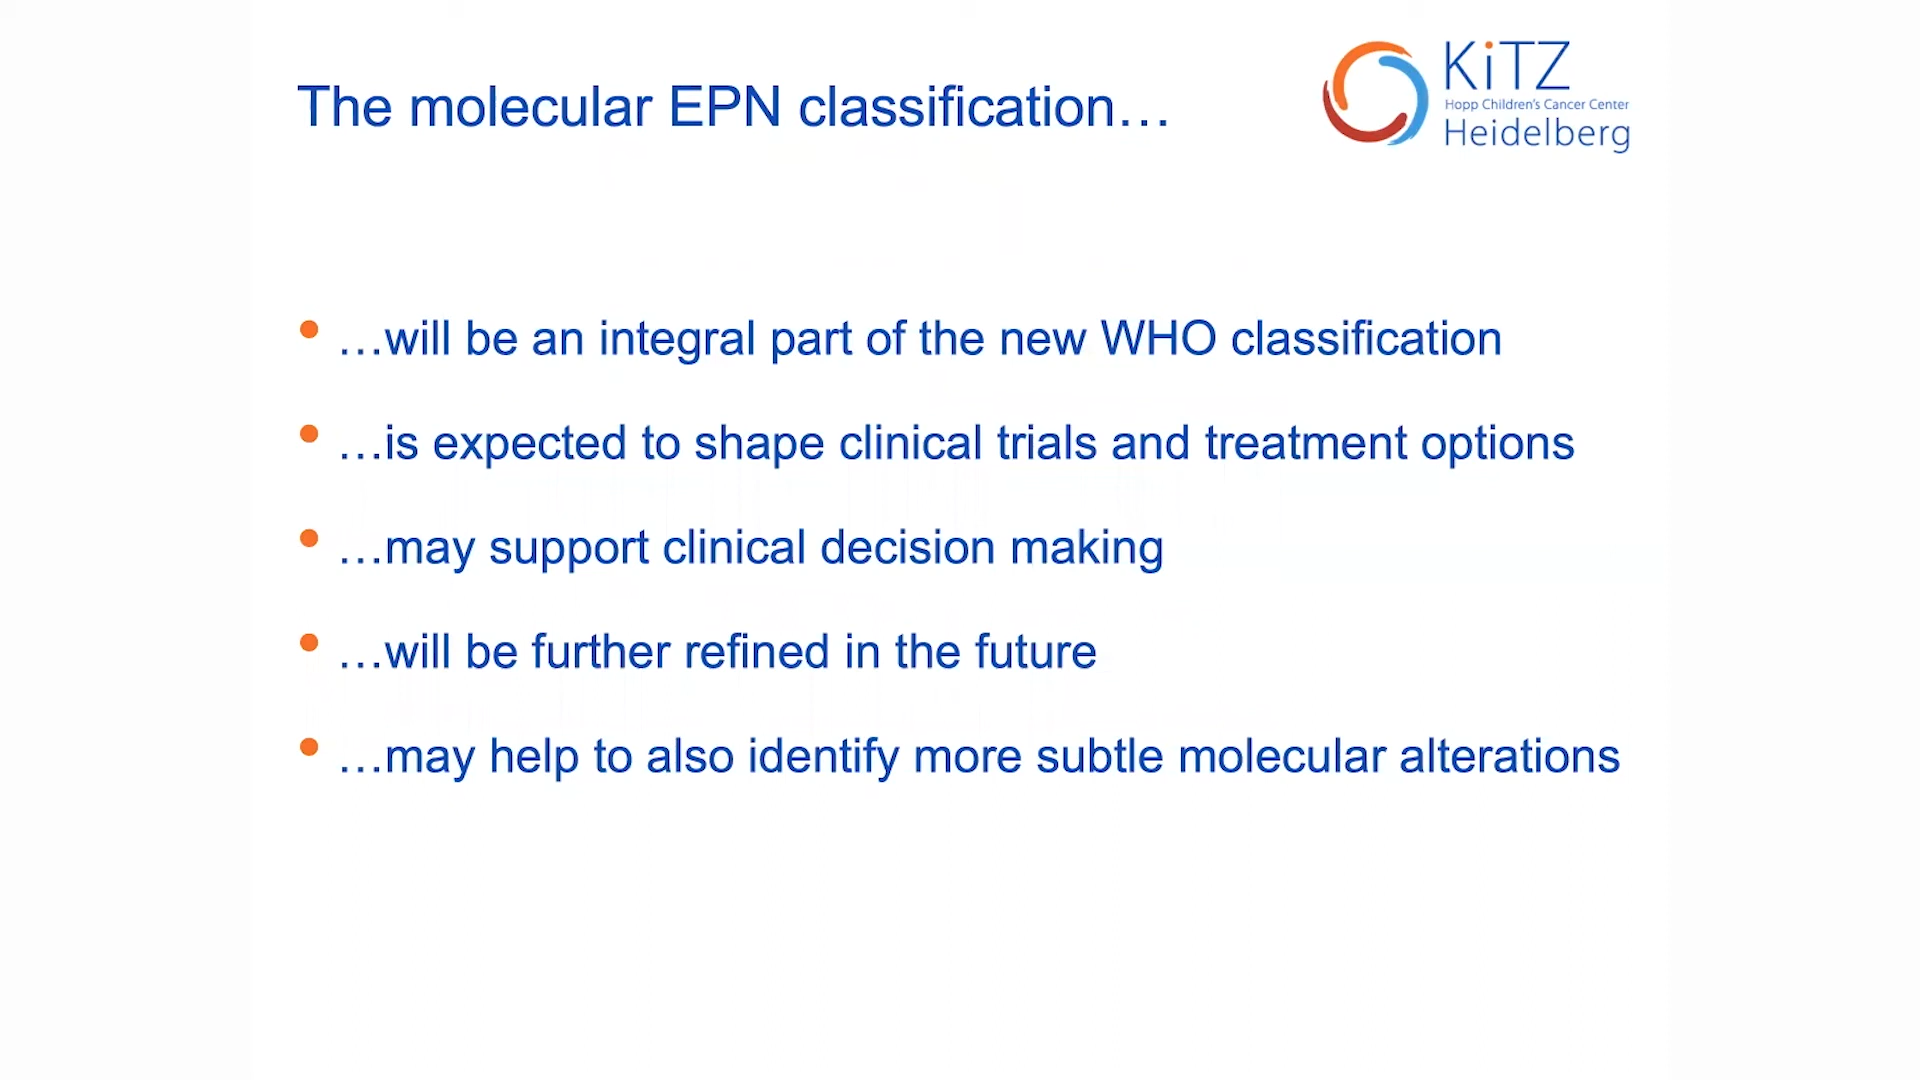 The molecular EPN classification…
KiTZ
Hopp Children's Cancer Center
Heidelberg
• …will be an integral part of the new WHO classification
• …is expected to shape clinical trials and treatment options
• …may support clinical decision making
• …will be further refined in the future
• …may help to also identify more subtle molecular alterations